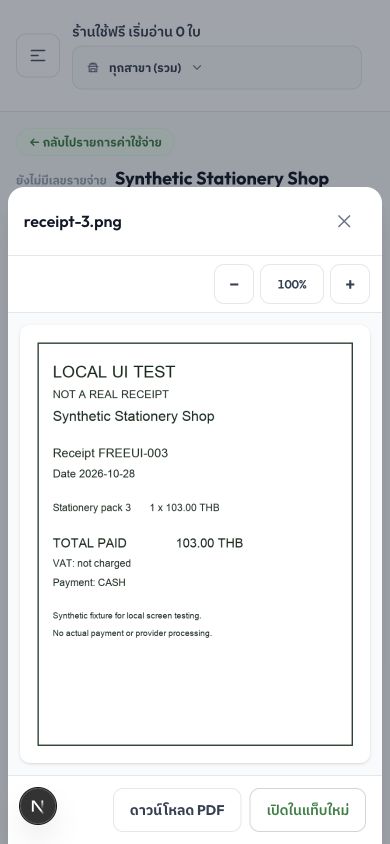 ร้านใช้ฟรี เริ่มอ่าน 0 ใบ
ทุกสาขา (รวม)
← กลับไปรายการค่าใช้จ่าย
ยังไม่มีเลขรายจ่าย Synthetic Stationery Shop
receipt-3.png
− 100% +
LOCAL UI TEST
NOT A REAL RECEIPT
Synthetic Stationery Shop
Receipt FREEUI-003
Date 2026-10-28
Stationery pack 3 1 x 103.00 THB
TOTAL PAID 103.00 THB
VAT: not charged
Payment: CASH
Synthetic fixture for local screen testing.
No actual payment or provider processing.
N ดาวน์โหลด PDF เปิดในแท็บใหม่